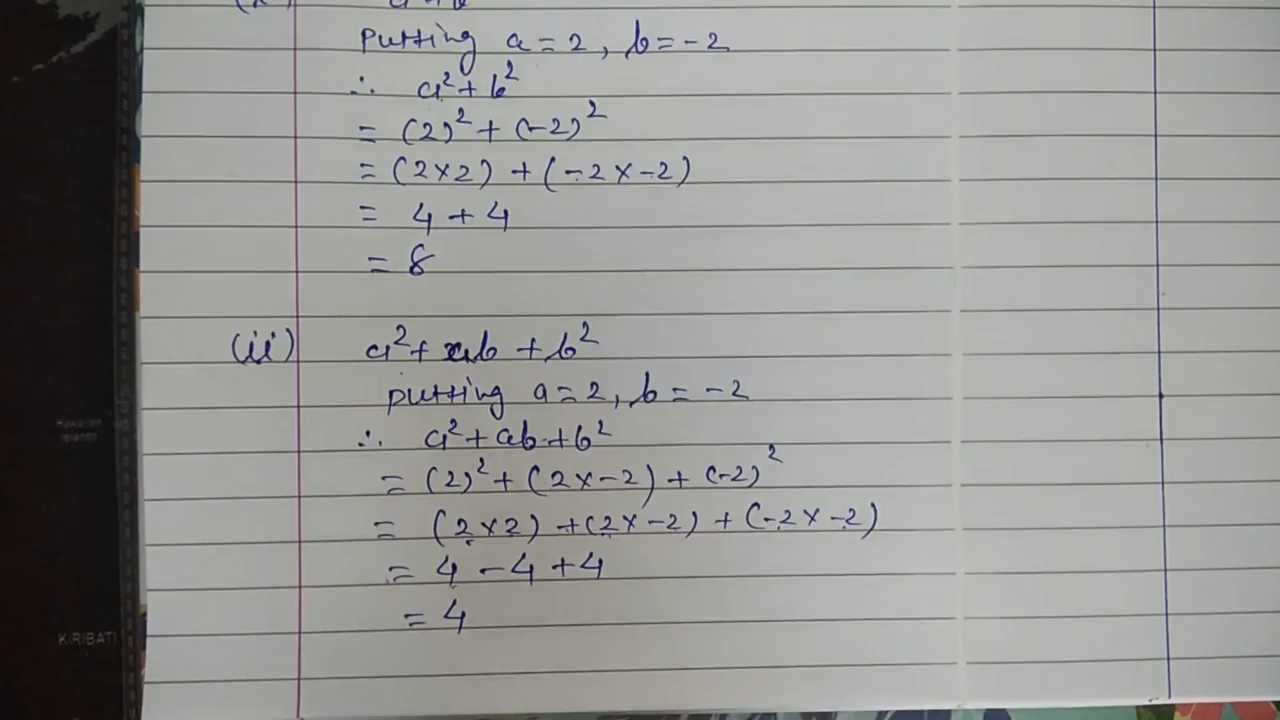 putting a = 2, b = -2
∴ a² + b²
= (2)² + (-2)²
= (2×2) + (-2×-2)
= 4 + 4
= 8
(ii) a² + ab + b²
putting a = 2, b = -2
∴ a² + ab + b²
= (2)² + (2×-2) + (-2)²
= (2×2) + (2×-2) + (-2×-2)
= 4 - 4 + 4
= 4
KIRIBATI